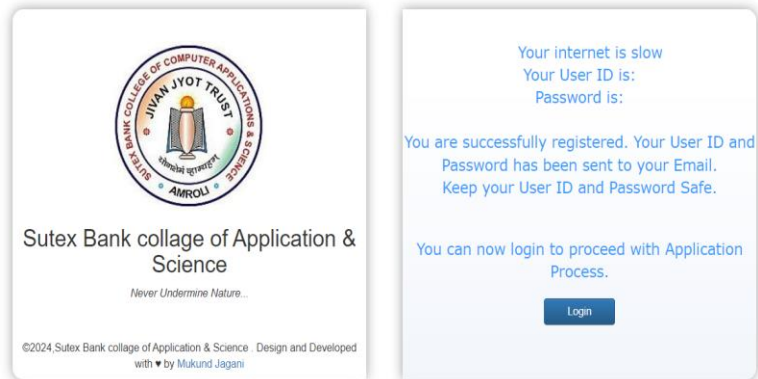 SUTEX BANK COLLEGE OF COMPUTER APPLICATIONS & SCIENCE
JIVAN JYOT TRUST
योगक्षेमं वहाम्यहम्
AMROLI
Sutex Bank collage of Application &
Science
Never Undermine Nature...
©2024,Sutex Bank collage of Application & Science . Design and Developed
with ♥ by Mukund Jagani
Your internet is slow
Your User ID is:
Password is:
You are successfully registered. Your User ID and
Password has been sent to your Email.
Keep your User ID and Password Safe.
You can now login to proceed with Application
Process.
Login